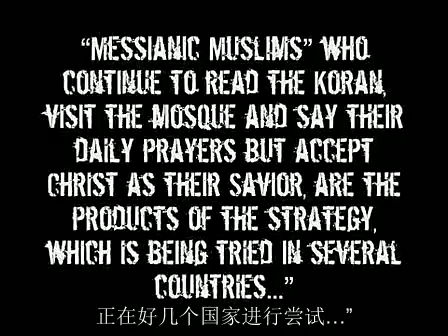 “MESSIANIC MUSLIMS” WHO
CONTINUE TO READ THE KORAN,
VISIT THE MOSQUE AND SAY THEIR
DAILY PRAYERS BUT ACCEPT
CHRIST AS THEIR SAVIOR, ARE THE
PRODUCTS OF THE STRATEGY,
WHICH IS BEING TRIED IN SEVERAL
COUNTRIES...”
正在好几个国家进行尝试…”